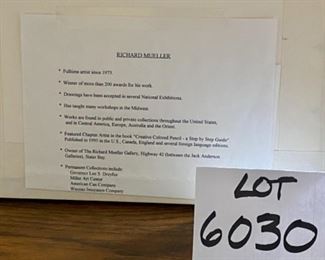 RICHARD MUELLER
* Fulltime artist since 1973.
* Winner of more than 200 awards for his work.
* Drawings have been accepted in several National Exhibitions.
* Has taught many workshops in the Midwest.
* Works are found in public and private collections throughout the United States,
and in Central America, Europe, Australia and the Orient.
* Featured Chapter Artist in the book "Creative Colored Pencil - a Step by Step Guide"
Published in 1995 in the U.S., Canada, England and several foreign language editions.
* Owner of The Richard Mueller Gallery, Highway 42 (between the Jack Anderson
Galleries), Sister Bay.
* Permanent Collections include:
Governor Lee S. Dreyfus
Miller Art Center
American Can Company
Wausau Insurance Company
LOT
6030